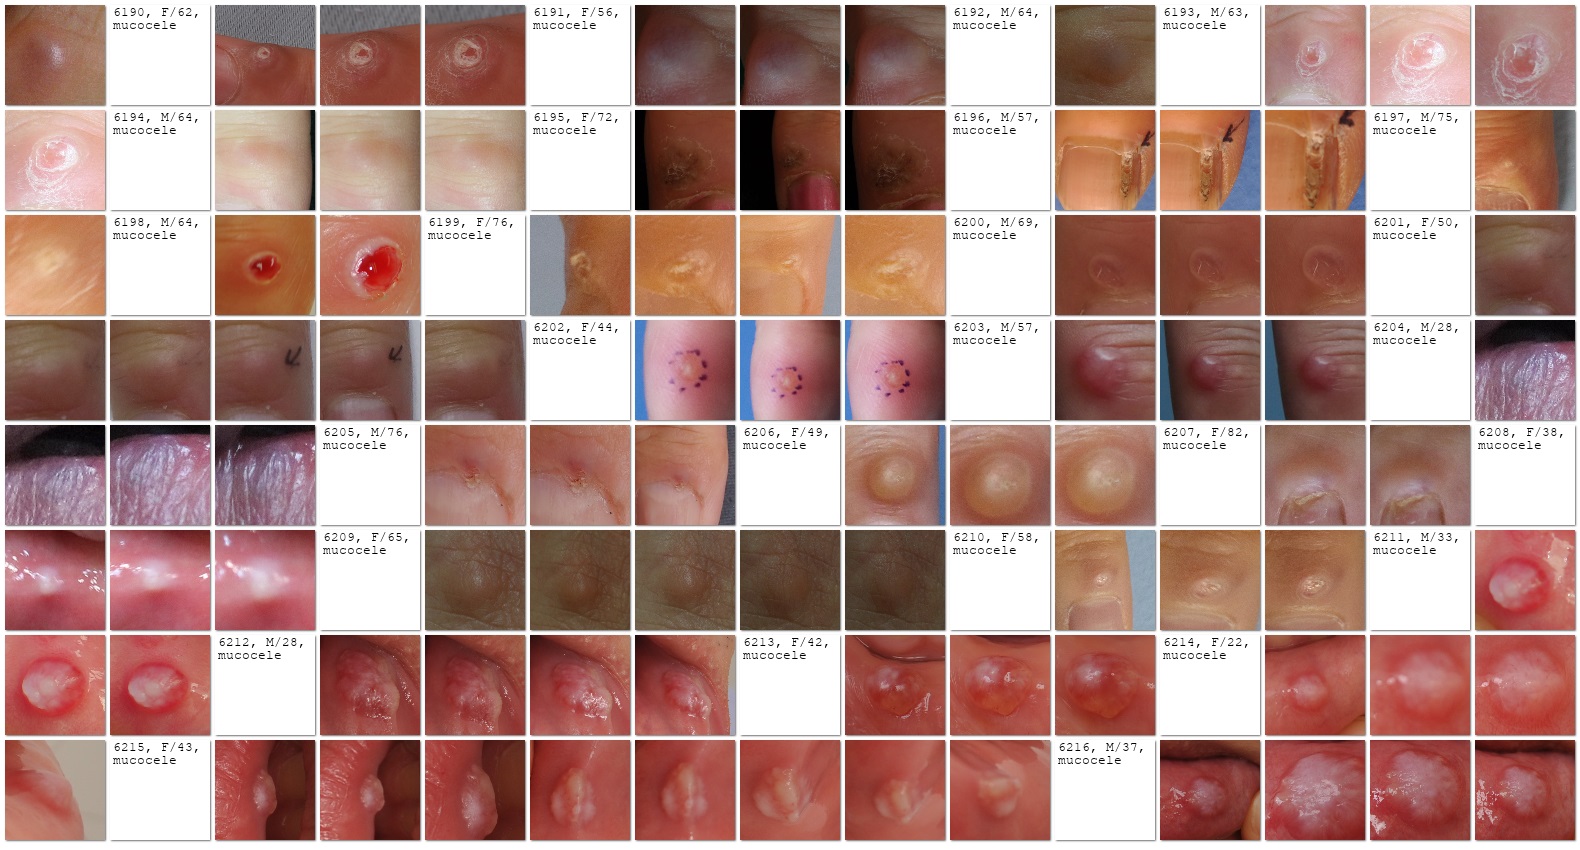 6190, F/62,
mucocele
6191, F/56,
mucocele
6192, M/64,
mucocele
6193, M/63,
mucocele
6194, M/64,
mucocele
6195, F/72,
mucocele
6196, M/57,
mucocele
6197, M/75,
mucocele
6198, M/64,
mucocele
6199, F/76,
mucocele
6200, M/69,
mucocele
6201, F/50,
mucocele
6202, F/44,
mucocele
6203, M/57,
mucocele
6204, M/28,
mucocele
6205, M/76,
mucocele
6206, F/49,
mucocele
6207, F/82,
mucocele
6208, F/38,
mucocele
6209, F/65,
mucocele
6210, F/58,
mucocele
6211, M/33,
mucocele
6212, M/28,
mucocele
6213, F/42,
mucocele
6214, F/22,
mucocele
6215, F/43,
mucocele
6216, M/37,
mucocele